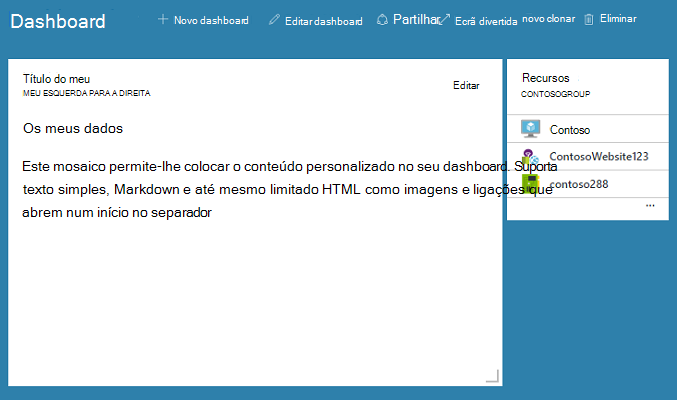 Dashboard
Novo dashboard
Editar dashboard
Partilhar
Ecrã divertida
novo clonar
Eliminar
Título do meu
MEU ESQUERDA PARA A DIREITA
Editar
Os meus dados
Este mosaico permite-lhe colocar o conteúdo personalizado no seu dashboard. Suporta
texto simples, Markdown e até mesmo limitado HTML como imagens e ligações que
abrem num início no separador
Recursos
CONTOSOGROUP
Contoso
ContosoWebsite123
contoso288
...